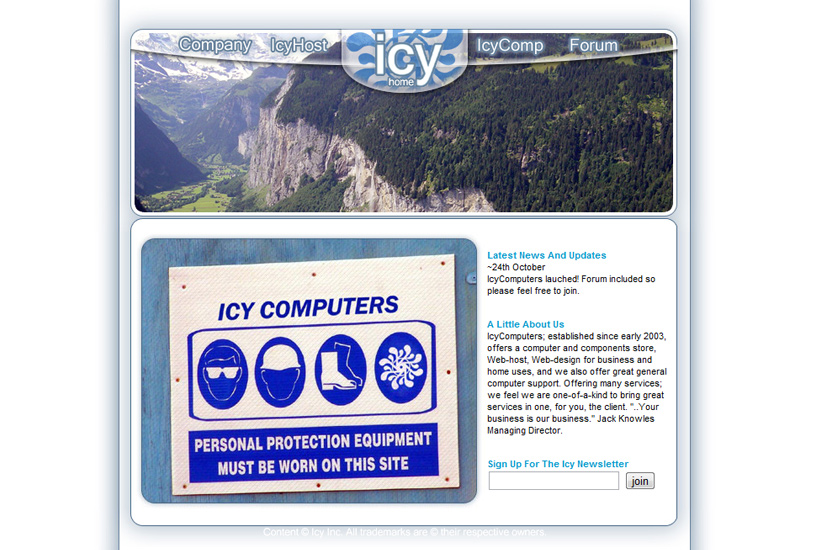 Company IcyHost icy IcyComp Forum
home
ICY COMPUTERS
PERSONAL PROTECTION EQUIPMENT
MUST BE WORN ON THIS SITE
Latest News And Updates
~24th October
IcyComputers lauched! Forum included so
please feel free to join.
A Little About Us
IcyComputers; established since early 2003,
offers a computer and components store,
Web-host, Web-design for business and
home uses, and we also offer great general
computer support. Offering many services;
we feel we are one-of-a-kind to bring great
services in one, for you, the client. "..Your
business is our business." Jack Knowles
Managing Director.
Sign Up For The Icy Newsletter
join
Content © Icy Inc. All trademarks are © their respective owners.